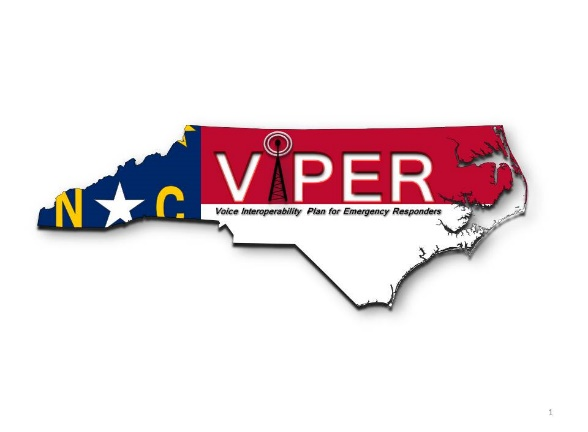 N C
VIPER
Voice Interoperability Plan for Emergency Responders
1